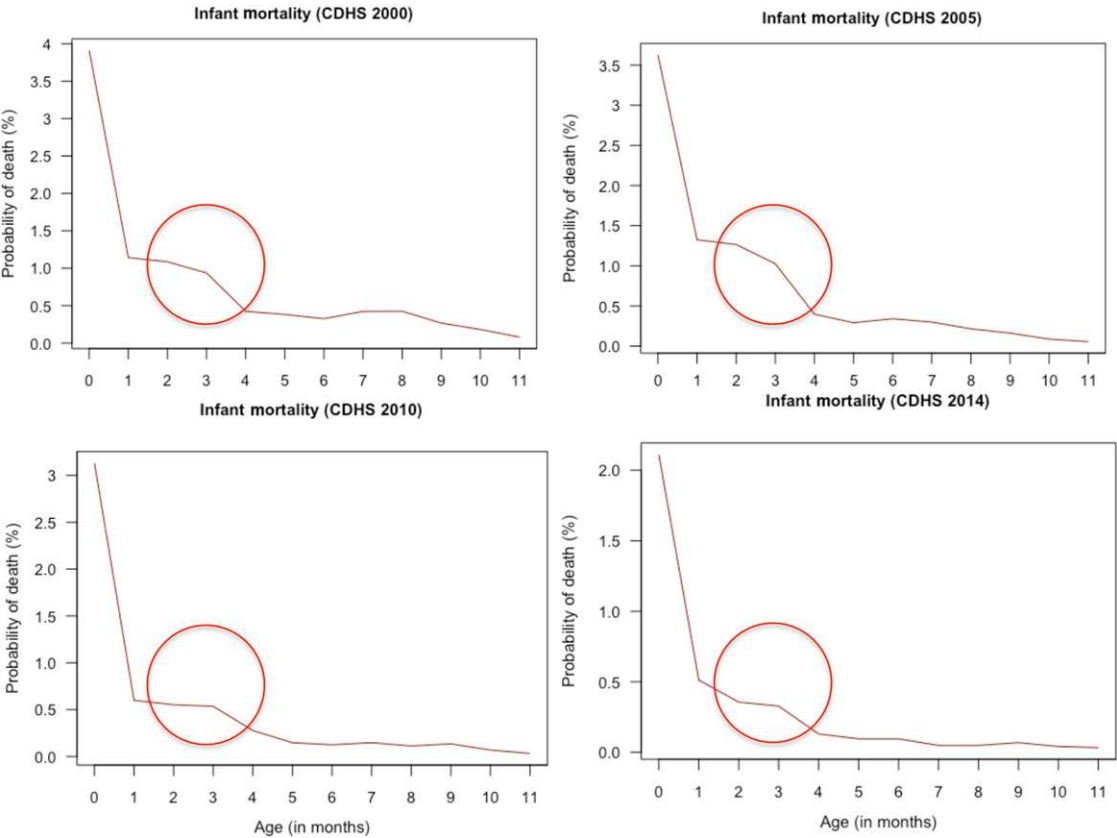 Infant mortality (CDHS 2000)
Probability of death (%)
4
3.5
3
2.5
2.0
1.5
1.0
0.5
0.0
0 1 2 3 4 5 6 7 8 9 10 11
Infant mortality (CDHS 2005)
Probability of death (%)
3.5
3
2.5
2.0
1.5
1.0
0.5
0.0
0 1 2 3 4 5 6 7 8 9 10 11
Infant mortality (CDHS 2010)
Probability of death (%)
3
2.5
2.0
1.5
1.0
0.5
0.0
0 1 2 3 4 5 6 7 8 9 10 11
Age (in months)
Infant mortality (CDHS 2014)
Probability of death (%)
2.0
1.5
1.0
0.5
0.0
0 1 2 3 4 5 6 7 8 9 10 11
Age (in months)